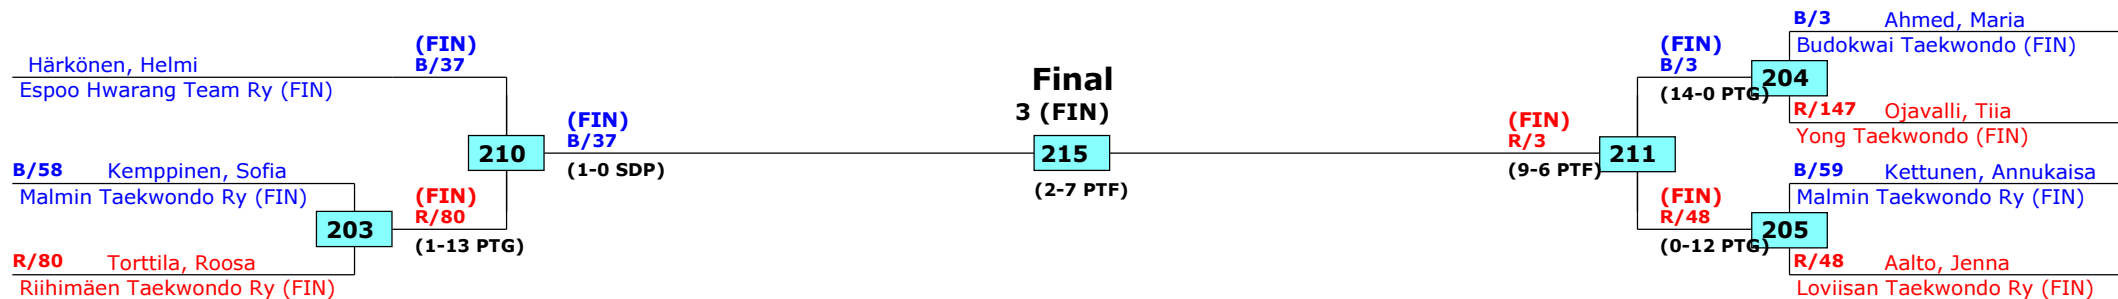 Härkönen, Helmi
Espoo Hwarang Team Ry (FIN)
(FIN)
B/37
B/58 Kemppinen, Sofia
Malmin Taekwondo Ry (FIN)
203
R/80 Torttila, Roosa
Riihimäen Taekwondo Ry (FIN)
(FIN)
R/80
(1-13 PTG)
210
(FIN)
B/37
(1-0 SDP)
Final
3 (FIN)
215
(2-7 PTF)
(FIN)
R/3
(9-6 PTF)
211
(FIN)
B/3
(14-0 PTG)
204
B/3 Ahmed, Maria
Budokwai Taekwondo (FIN)
R/147 Ojavalli, Tiia
Yong Taekwondo (FIN)
(FIN)
R/48
(0-12 PTG)
205
B/59 Kettunen, Annukaisa
Malmin Taekwondo Ry (FIN)
R/48 Aalto, Jenna
Loviisan Taekwondo Ry (FIN)